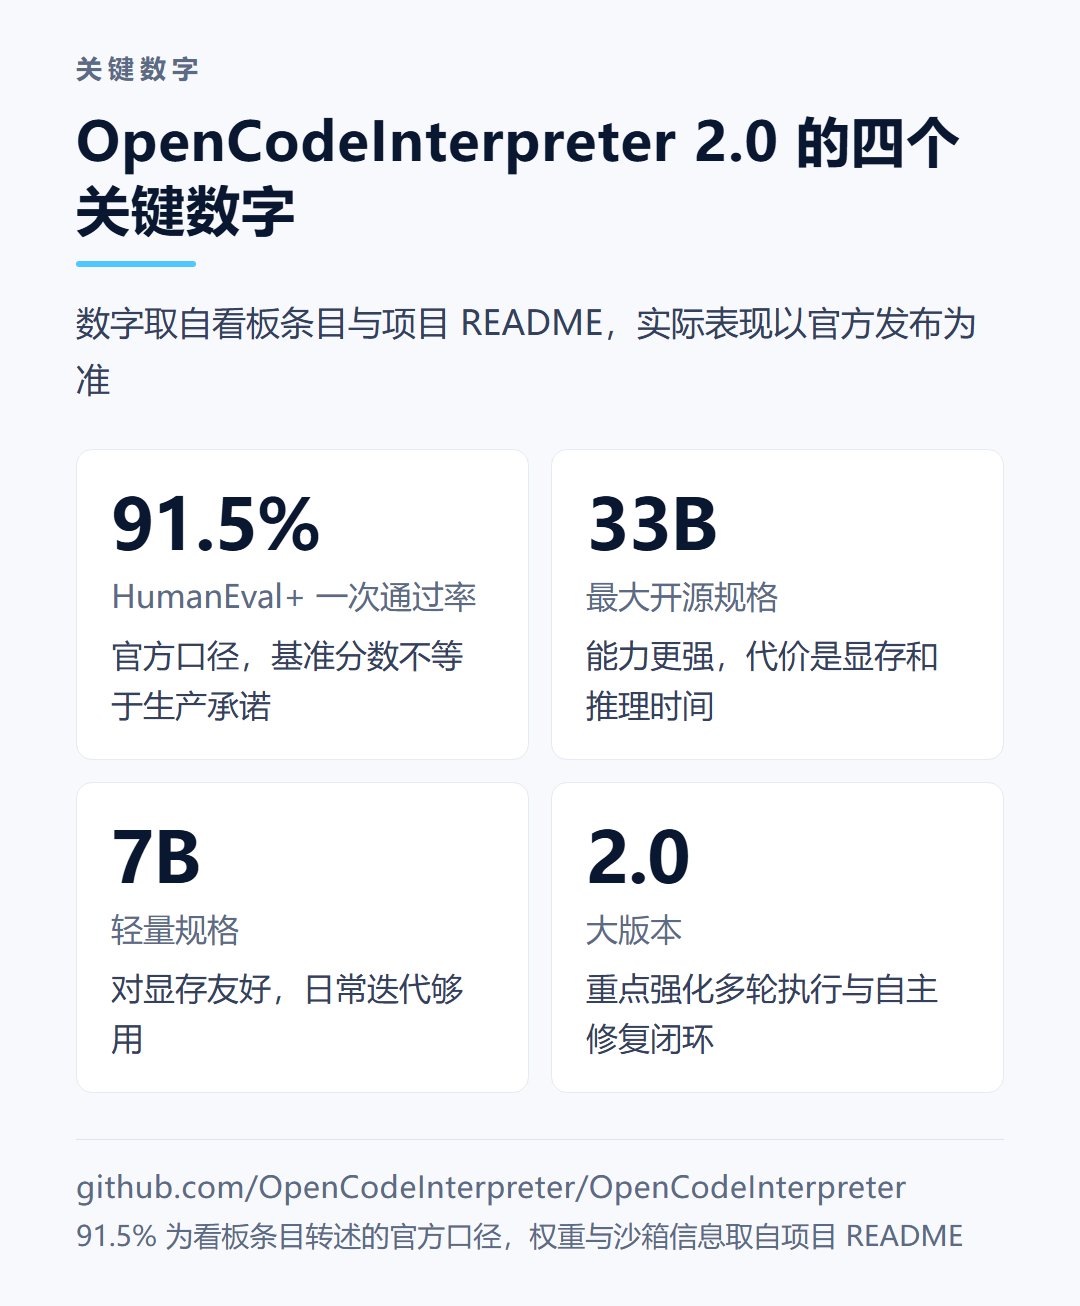 关键数字
OpenCodeInterpreter 2.0 的四个
关键数字
数字取自看板条目与项目 README，实际表现以官方发布为
准
91.5%
HumanEval+ 一次通过率
官方口径，基准分数不等
于生产承诺
33B
最大开源规格
能力更强，代价是显存和
推理时间
7B
轻量规格
对显存友好，日常迭代够
用
2.0
大版本
重点强化多轮执行与自主
修复闭环
github.com/OpenCodeInterpreter/OpenCodeInterpreter
91.5% 为看板条目转述的官方口径，权重与沙箱信息取自项目 README